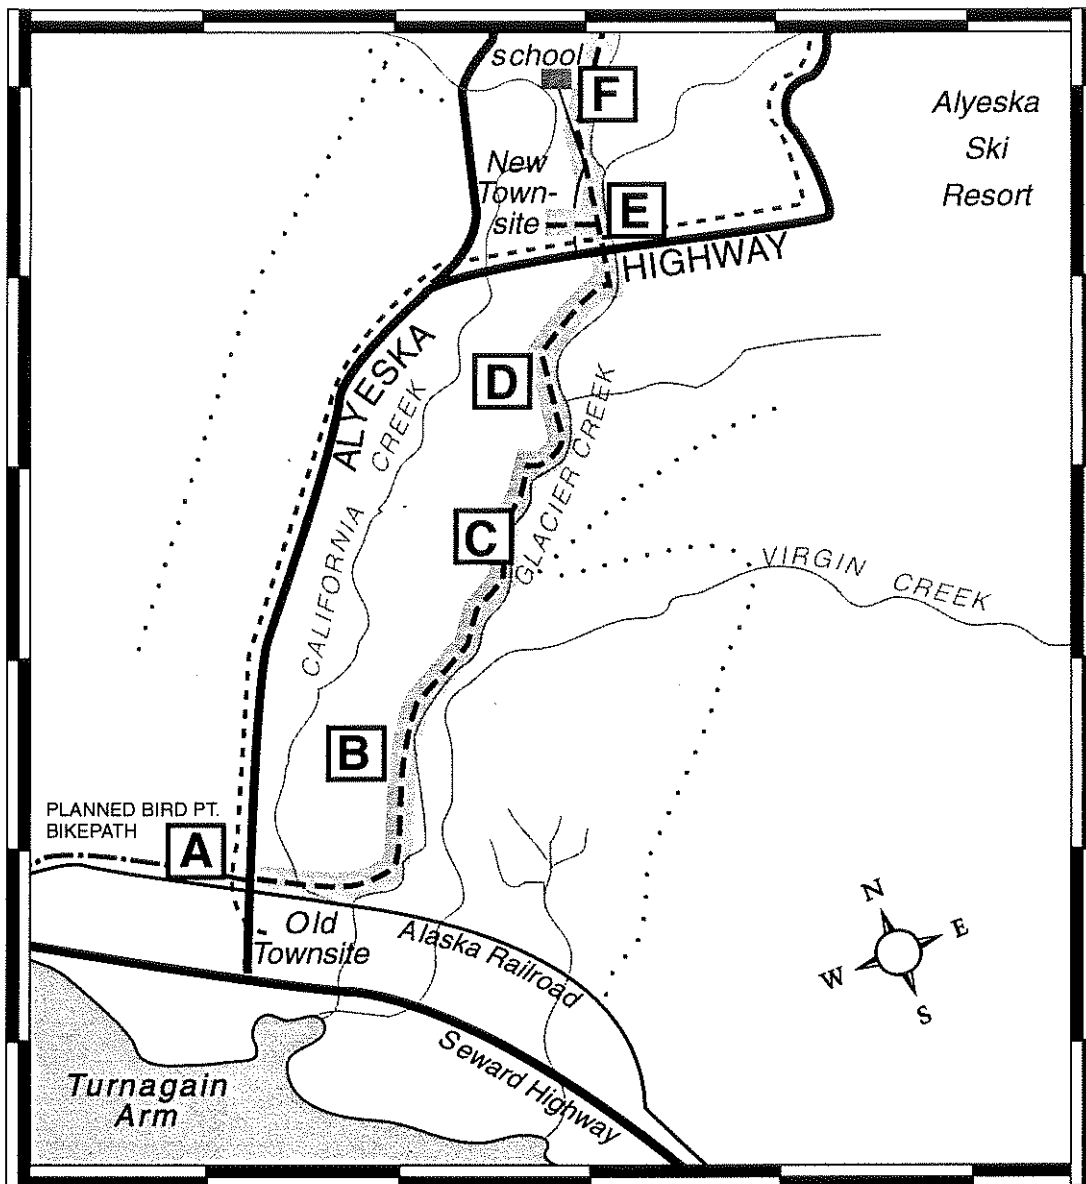 school
F
Alyeska
Ski
Resort
New
Town-
site
E
HIGHWAY
ALYESKA
D
CALIFORNIA CREEK
GLACIER CREEK
C
VIRGIN CREEK
B
PLANNED BIRD PT.
BIKEPATH
A
N
E
W
S
Old
Townsite
Alaska Railroad
Seward Highway
Turnagain
Arm